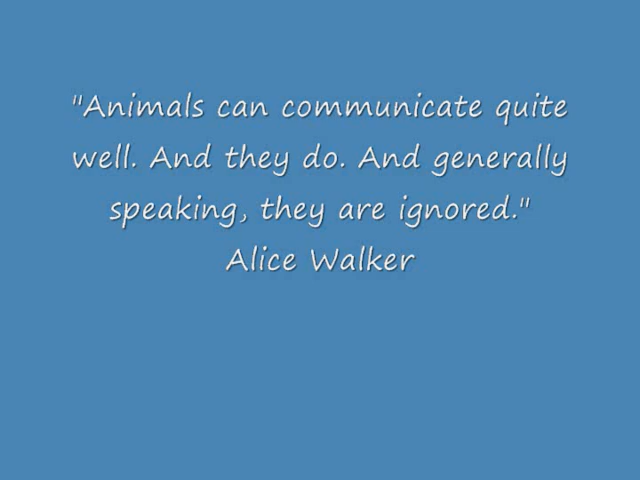 "Animals can communicate quite
well. And they do. And generally
speaking, they are ignored."
Alice Walker